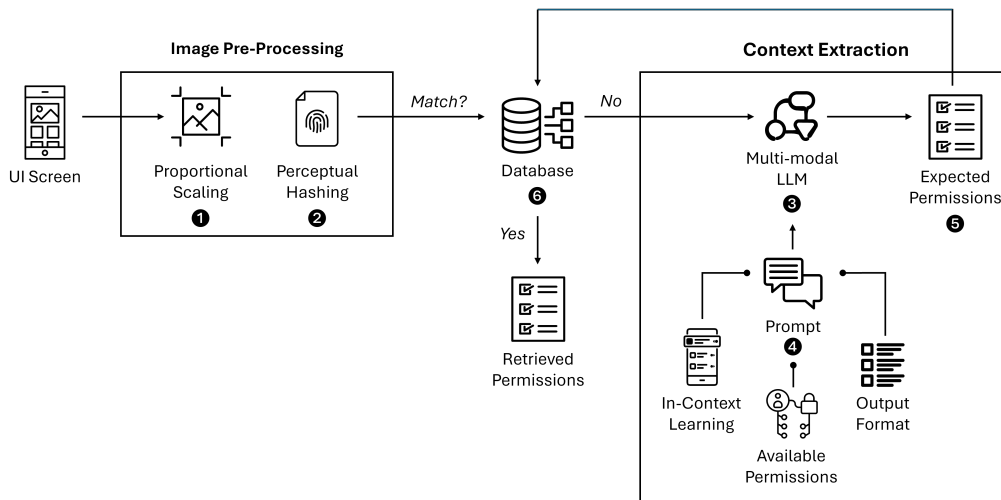 Image Pre-Processing
Context Extraction
UI Screen
Proportional
Scaling
1
Perceptual
Hashing
2
Match?
Database
6
No
Yes
Retrieved
Permissions
Multi-modal
LLM
3
Expected
Permissions
5
Prompt
4
In-Context
Learning
Available
Permissions
Output
Format